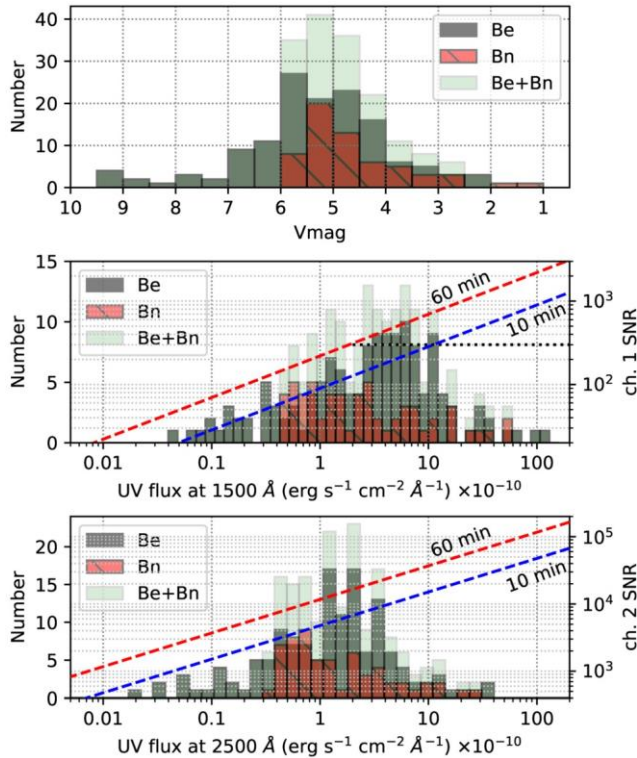 Number
40
30
20
10
0
Be
Bn
Be+Bn
10 9 8 7 6 5 4 3 2 1
Vmag
Number
15
10
5
0
Be
Bn
Be+Bn
60 min
10 min
10³
10²
ch. 1 SNR
0.01 0.1 1 10 100
UV flux at 1500 Å (erg s⁻¹ cm⁻² Å⁻¹) ×10⁻¹⁰
Number
20
15
10
5
0
Be
Bn
Be+Bn
60 min
10 min
10⁵
10⁴
10³
ch. 2 SNR
0.01 0.1 1 10 100
UV flux at 2500 Å (erg s⁻¹ cm⁻² Å⁻¹) ×10⁻¹⁰